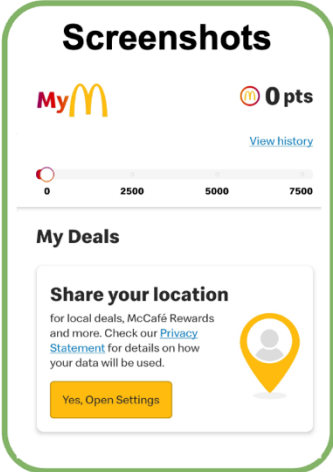 Screenshots
My
0 pts
View history
0 2500 5000 7500
My Deals
Share your location
for local deals, McCafé Rewards
and more. Check our Privacy
Statement for details on how
your data will be used.
Yes, Open Settings